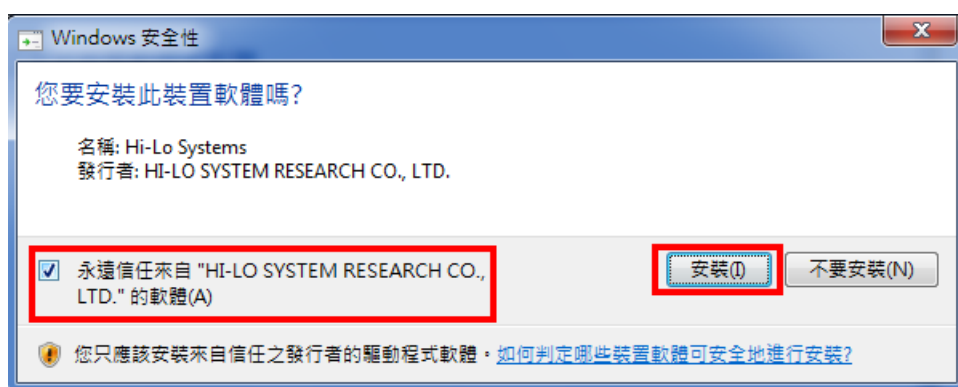 Windows 安全性
您要安裝此裝置軟體嗎?
名稱: Hi-Lo Systems
發行者: HI-LO SYSTEM RESEARCH CO., LTD.
永遠信任來自 "HI-LO SYSTEM RESEARCH CO.,
LTD." 的軟體(A)
安裝(I)
不要安裝(N)
您只應該安裝來自信任之發行者的驅動程式軟體。如何判定哪些裝置軟體可安全地進行安裝?